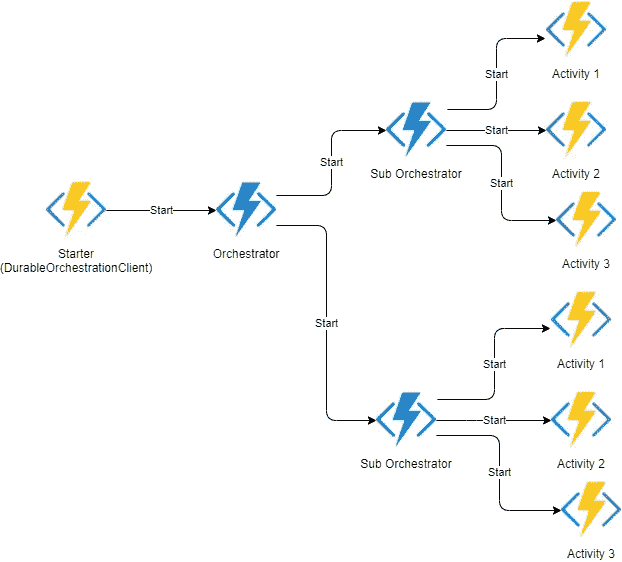 Start
Activity 1
Start
Activity 2
Start
Sub Orchestrator
Start
Activity 3
Start
Starter
(DurableOrchestrationClient)
Orchestrator
Start
Start
Activity 1
Start
Activity 2
Sub Orchestrator
Start
Activity 3